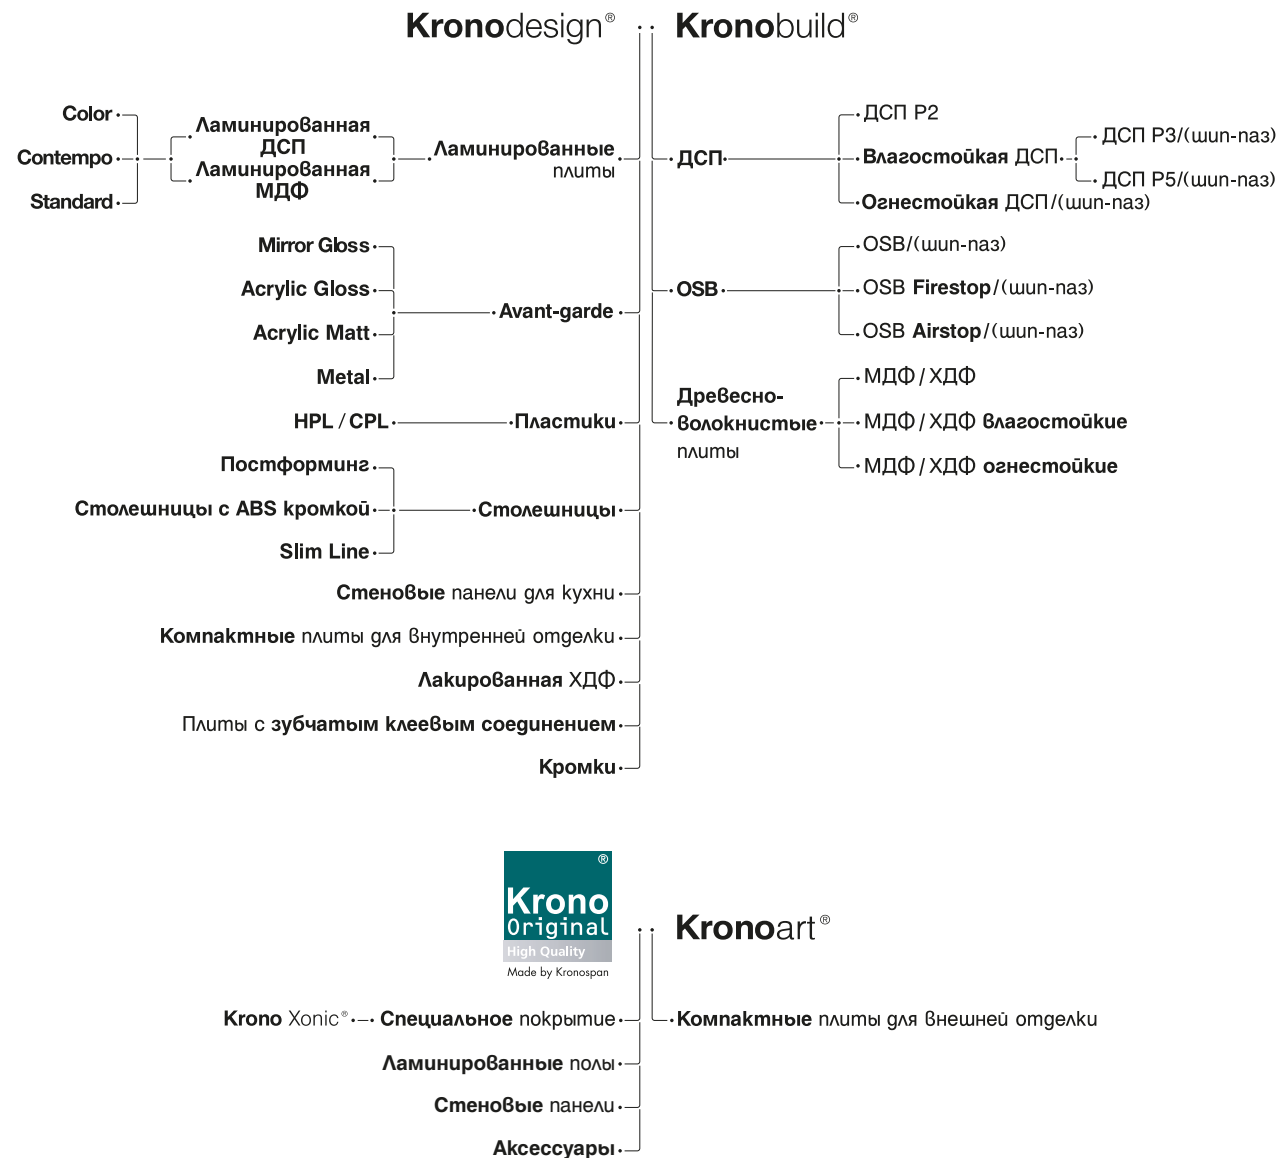 Kronodesign®
Kronobuild®
Color
Contempo
Standard
Ламинированная
ДСП
Ламинированная
МДФ
Ламинированные
плиты
Mirror Gloss
Acrylic Gloss
Acrylic Matt
Metal
Avant-garde
HPL / CPL
Пластики
Постформинг
Столешницы с ABS кромкой
Slim Line
Столешницы
Стеновые панели для кухни
Компактные плиты для внутренней отделки
Лакированная ХДФ
Плиты с зубчатым клеевым соединением
Кромки
ДСП
ДСП P2
Влагостойкая ДСП
ДСП P3/(шип-паз)
ДСП P5/(шип-паз)
Огнестойкая ДСП/(шип-паз)
OSB
OSB/(шип-паз)
OSB Firestop/(шип-паз)
OSB Airstop/(шип-паз)
Древесно-
волокнистые
плиты
МДФ/ХДФ
МДФ/ХДФ влагостойкие
МДФ/ХДФ огнестойкие
®
Krono
Original
High Quality
Made by Kronospan
Kronoart®
Krono Xonic®
Специальное покрытие
Ламинированные полы
Стеновые панели
Аксессуары
Компактные плиты для внешней отделки